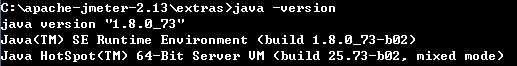 C:\apache-jmeter-2.13\extras>java -version
java version "1.8.0_73"
Java(TM) SE Runtime Environment (build 1.8.0_73-b02)
Java HotSpot(TM) 64-Bit Server VM (build 25.73-b02, mixed mode)